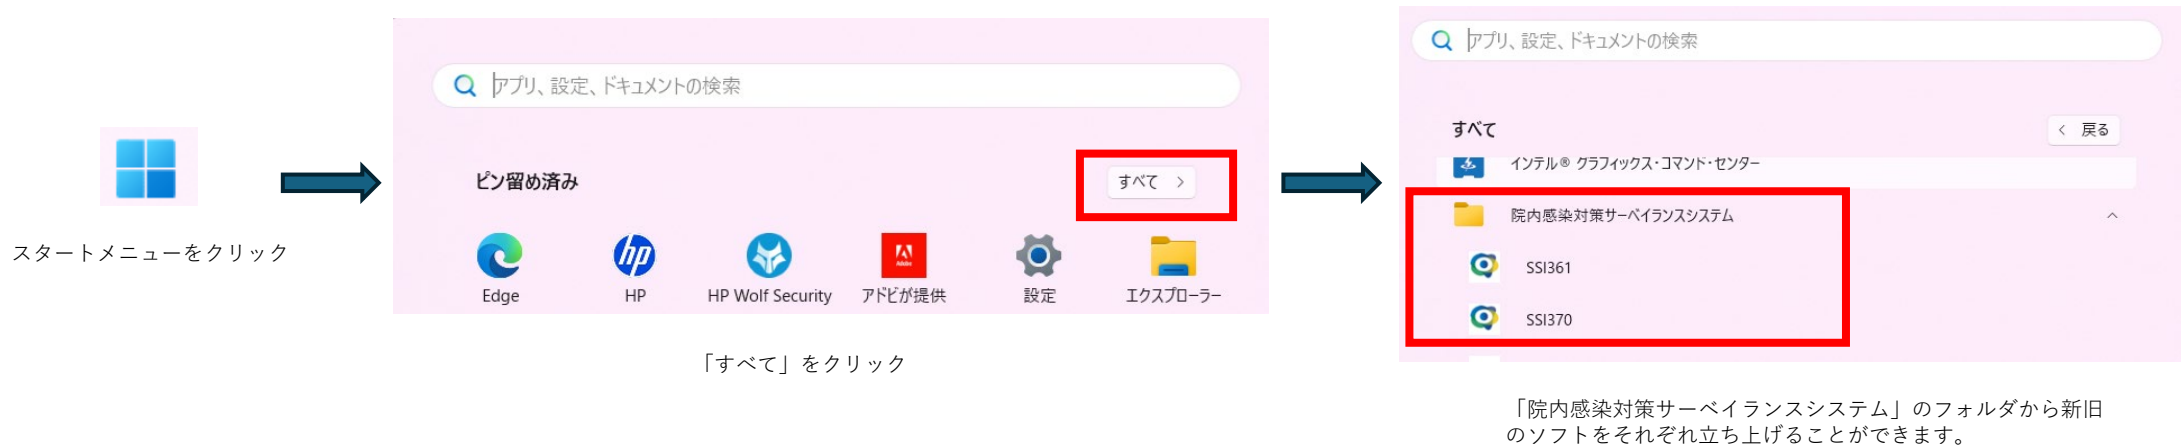 スタートメニューをクリック
アプリ、設定、ドキュメントの検索
ピン留め済み
すべて >
Edge
HP
HP Wolf Security
Adobe
アドビが提供
設定
エクスプローラー
「すべて」をクリック
アプリ、設定、ドキュメントの検索
すべて
< 戻る
インテル® グラフィックス・コマンド・センター
院内感染対策サーベイランスシステム
SSI361
SSI370
「院内感染対策サーベイランスシステム」のフォルダから新旧
のソフトをそれぞれ立ち上げることができます。